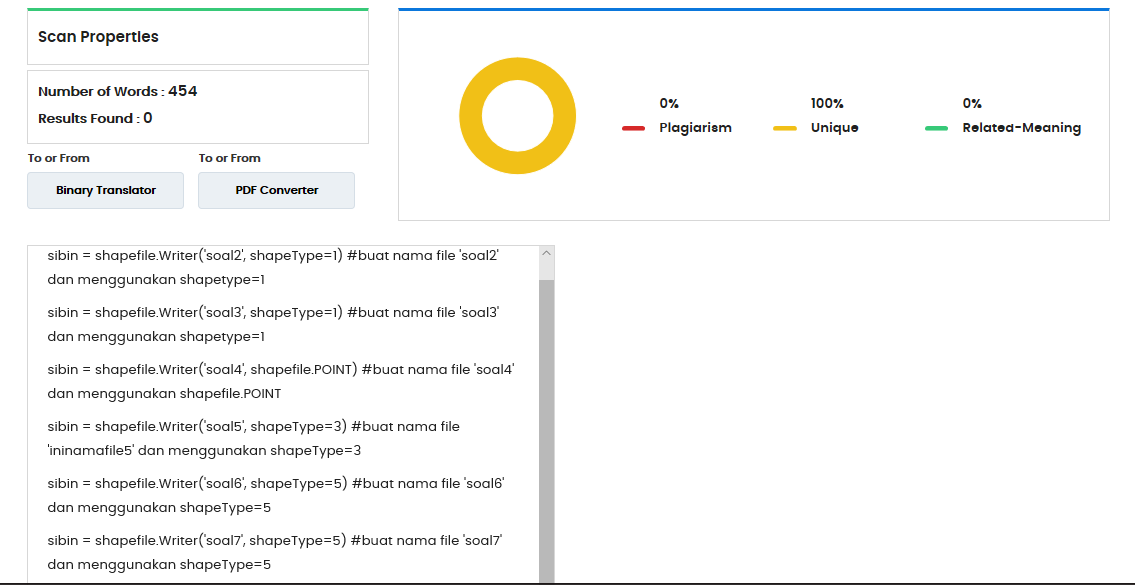 Scan Properties
Number of Words : 454
Results Found : 0
To or From
To or From
Binary Translator
PDF Converter
0%
Plagiarism
100%
Unique
0%
Related-Meaning
sibin = shapefile.Writer('soal2', shapeType=1) #buat nama file 'soal2'
dan menggunakan shapetype=1
sibin = shapefile.Writer('soal3', shapeType=1) #buat nama file 'soal3'
dan menggunakan shapetype=1
sibin = shapefile.Writer('soal4', shapefile.POINT) #buat nama file 'soal4'
dan menggunakan shapefile.POINT
sibin = shapefile.Writer('soal5', shapeType=3) #buat nama file
'ininamafile5' dan menggunakan shapeType=3
sibin = shapefile.Writer('soal6', shapeType=5) #buat nama file 'soal6'
dan menggunakan shapeType=5
sibin = shapefile.Writer('soal7', shapeType=5) #buat nama file 'soal7'
dan menggunakan shapeType=5